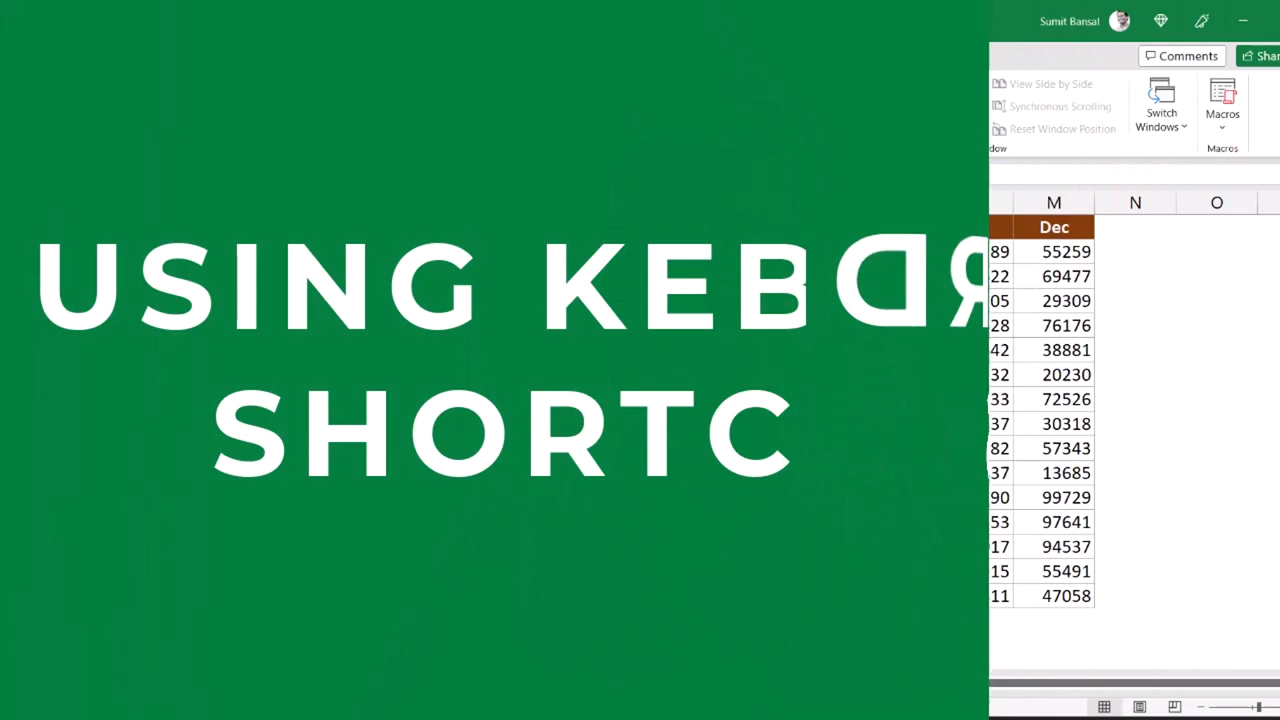 USING KEB
SHORTC
Sumit Bansal
Comments
Shar
View Side by Side
Synchronous Scrolling
Reset Window Position
dow
Switch
Windows
Macros
Macros
M N O
Dec
89 55259
22 69477
05 29309
28 76176
42 38881
32 20230
33 72526
37 30318
82 57343
37 13685
90 99729
53 97641
17 94537
15 55491
11 47058